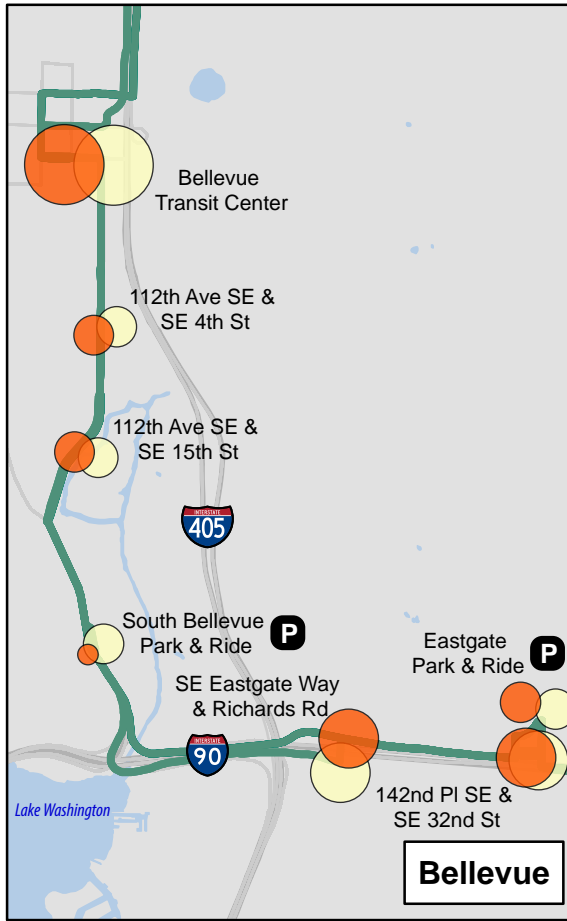 Bellevue
Transit Center
112th Ave SE &
SE 4th St
112th Ave SE &
SE 15th St
INTERSTATE
405
South Bellevue
Park & Ride
P
Eastgate
Park & Ride
P
SE Eastgate Way
& Richards Rd
INTERSTATE
90
142nd Pl SE &
SE 32nd St
Lake Washington
Bellevue